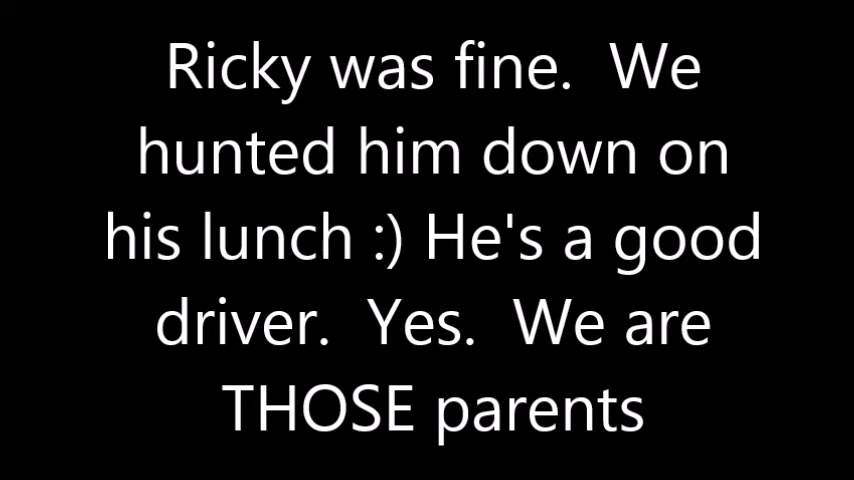 Ricky was fine.  We
hunted him down on
his lunch :) He's a good
driver.  Yes.  We are
THOSE parents